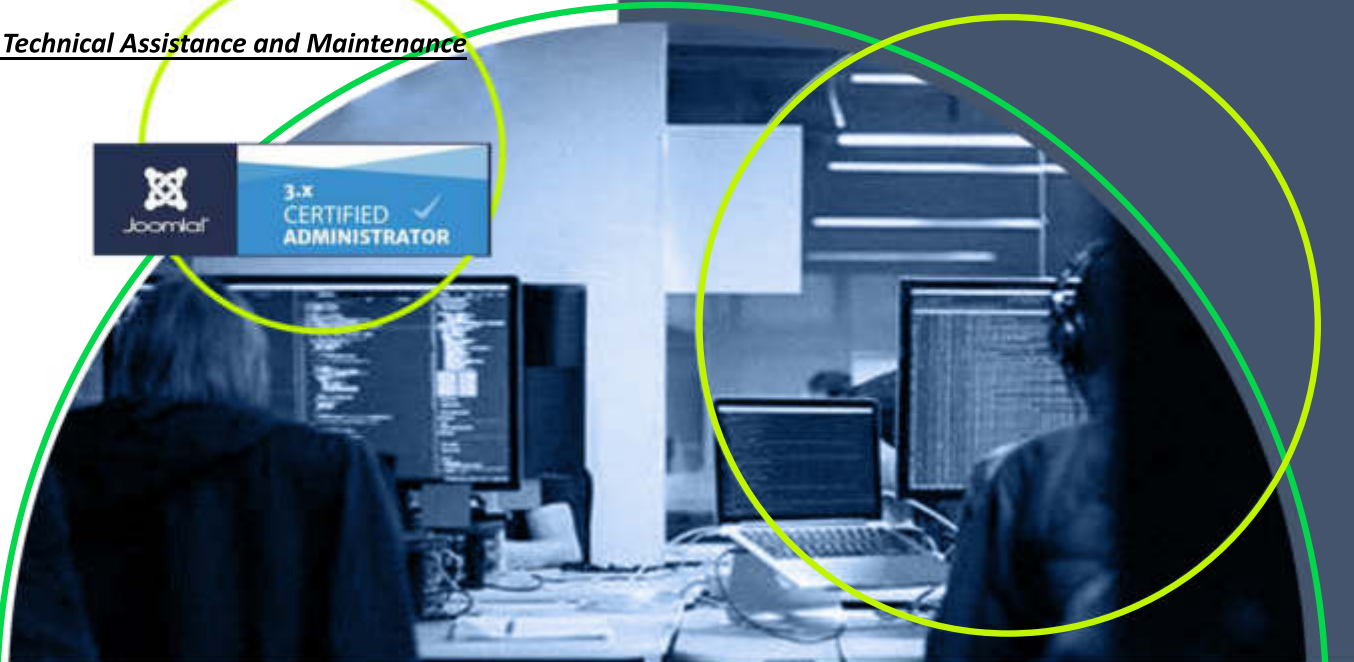 Technical Assistance and Maintenance
Joomla!
3.x
CERTIFIED
ADMINISTRATOR